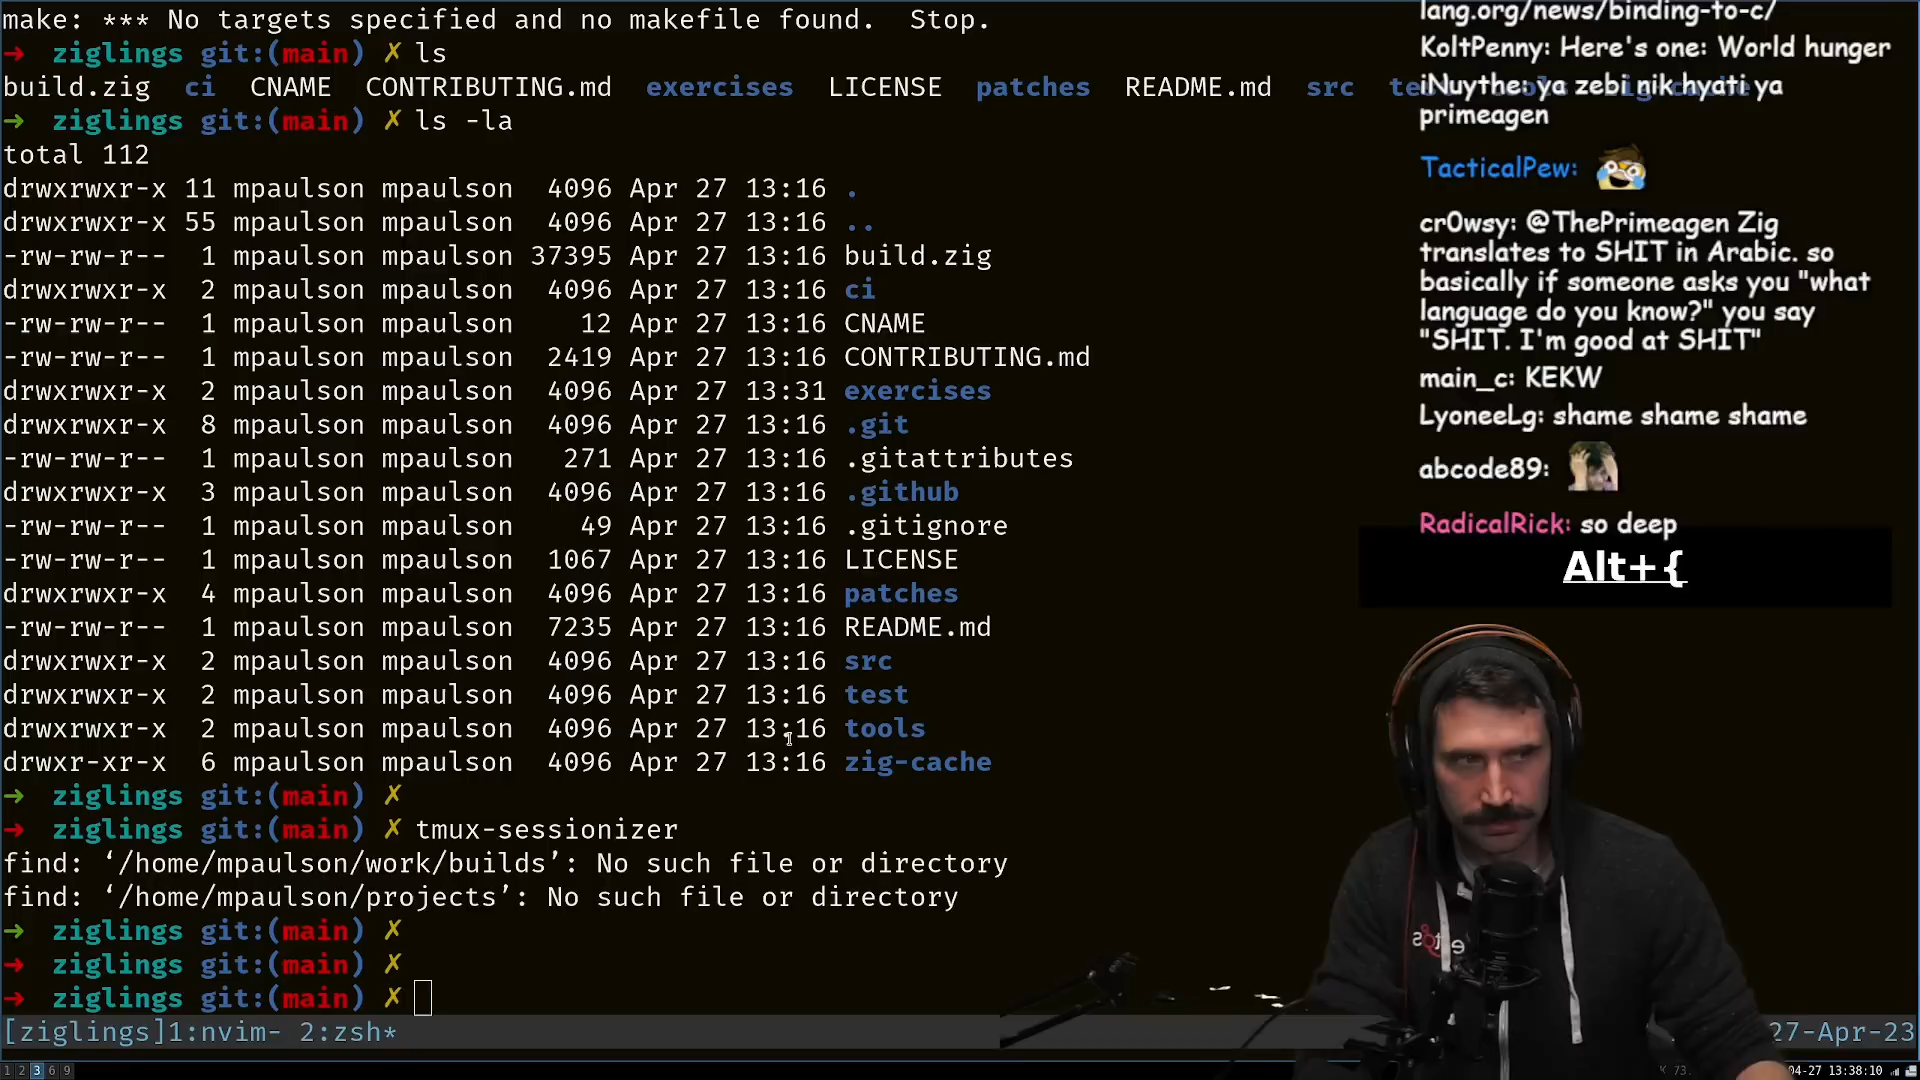 make: *** No targets specified and no makefile found.  Stop.
→ ziglings git:(main) ✗ ls
build.zig  ci  CNAME  CONTRIBUTING.md  exercises  LICENSE  patches  README.md  src
→ ziglings git:(main) ✗ ls -la
total 112
drwxrwxr-x 11 mpaulson mpaulson  4096 Apr 27 13:16 .
drwxrwxr-x 55 mpaulson mpaulson  4096 Apr 27 13:16 ..
-rw-rw-r--  1 mpaulson mpaulson 37395 Apr 27 13:16 build.zig
drwxrwxr-x  2 mpaulson mpaulson  4096 Apr 27 13:16 ci
-rw-rw-r--  1 mpaulson mpaulson    12 Apr 27 13:16 CNAME
-rw-rw-r--  1 mpaulson mpaulson  2419 Apr 27 13:16 CONTRIBUTING.md
drwxrwxr-x  2 mpaulson mpaulson  4096 Apr 27 13:31 exercises
drwxrwxr-x  8 mpaulson mpaulson  4096 Apr 27 13:16 .git
-rw-rw-r--  1 mpaulson mpaulson   271 Apr 27 13:16 .gitattributes
drwxrwxr-x  3 mpaulson mpaulson  4096 Apr 27 13:16 .github
-rw-rw-r--  1 mpaulson mpaulson    49 Apr 27 13:16 .gitignore
-rw-rw-r--  1 mpaulson mpaulson  1067 Apr 27 13:16 LICENSE
drwxrwxr-x  4 mpaulson mpaulson  4096 Apr 27 13:16 patches
-rw-rw-r--  1 mpaulson mpaulson  7235 Apr 27 13:16 README.md
drwxrwxr-x  2 mpaulson mpaulson  4096 Apr 27 13:16 src
drwxrwxr-x  2 mpaulson mpaulson  4096 Apr 27 13:16 test
drwxrwxr-x  2 mpaulson mpaulson  4096 Apr 27 13:16 tools
drwxr-xr-x  6 mpaulson mpaulson  4096 Apr 27 13:16 zig-cache
→ ziglings git:(main) ✗
→ ziglings git:(main) ✗ tmux-sessionizer
find: ‘/home/mpaulson/work/builds’: No such file or directory
find: ‘/home/mpaulson/projects’: No such file or directory
→ ziglings git:(main) ✗
→ ziglings git:(main) ✗
→ ziglings git:(main) ✗
[ziglings]1:nvim- 2:zsh*
27-Apr-23
1 2 3 6 9
04-27 13:38:10
lang.org/news/binding-to-c/
KoltPenny: Here's one: World hunger
iNuythe: ya zebi nik hyati ya
primeagen
TacticalPew:
cr0wsy: @ThePrimeagen Zig
translates to SHIT in Arabic. so
basically if someone asks you "what
language do you know?" you say
"SHIT. I'm good at SHIT"
main_c: KEKW
LyoneeLg: shame shame shame
abcode89:
RadicalRick: so deep
Alt+{